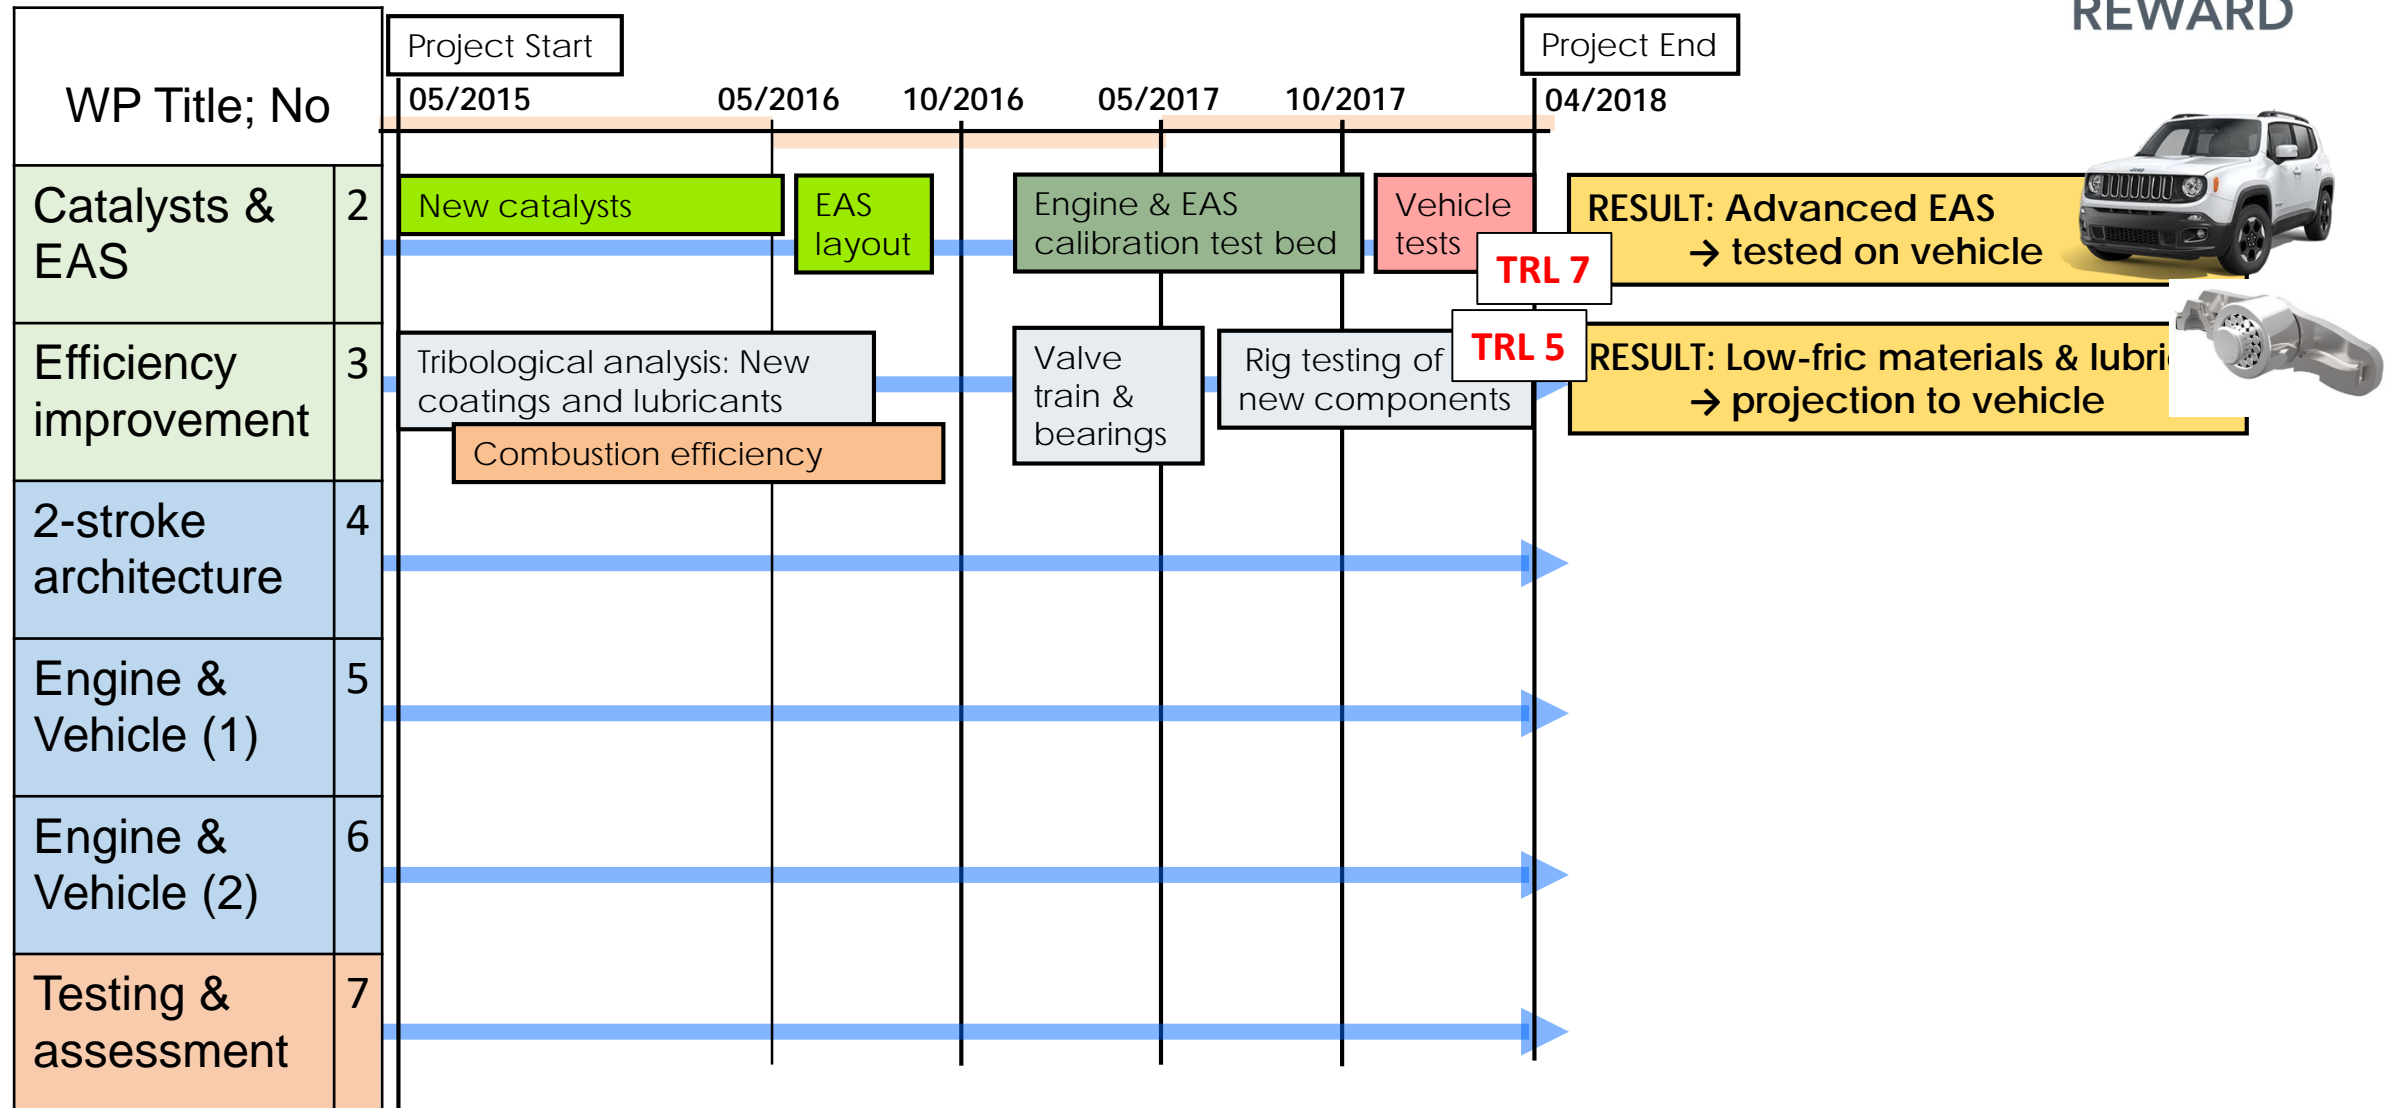 REWARD
Project Start
Project End
WP Title; No
05/2015
05/2016
10/2016
05/2017
10/2017
04/2018
Catalysts &
EAS
2
New catalysts
EAS
layout
Engine & EAS
calibration test bed
Vehicle
tests
TRL 7
RESULT: Advanced EAS
→ tested on vehicle
Jeep
Efficiency
improvement
3
Tribological analysis: New
coatings and lubricants
Combustion efficiency
Valve
train &
bearings
Rig testing of
new components
TRL 5
RESULT: Low-fric materials & lubri
→ projection to vehicle
2-stroke
architecture
4
Engine &
Vehicle (1)
5
Engine &
Vehicle (2)
6
Testing &
assessment
7